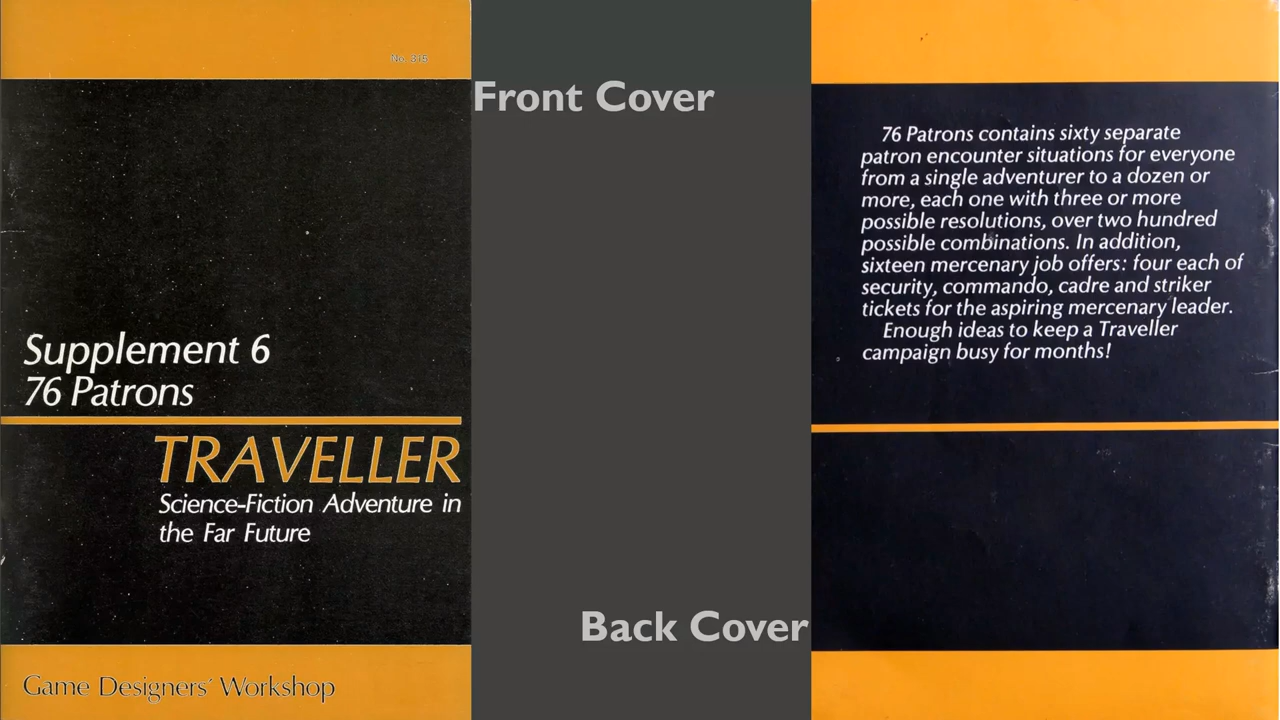 No. 315
Supplement 6
76 Patrons
TRAVELLER
Science-Fiction Adventure in
the Far Future
Game Designers' Workshop
Front Cover
Back Cover
76 Patrons contains sixty separate
patron encounter situations for everyone
from a single adventurer to a dozen or
more, each one with three or more
possible resolutions, over two hundred
possible combinations. In addition,
sixteen mercenary job offers: four each of
security, commando, cadre and striker
tickets for the aspiring mercenary leader.
Enough ideas to keep a Traveller
campaign busy for months!